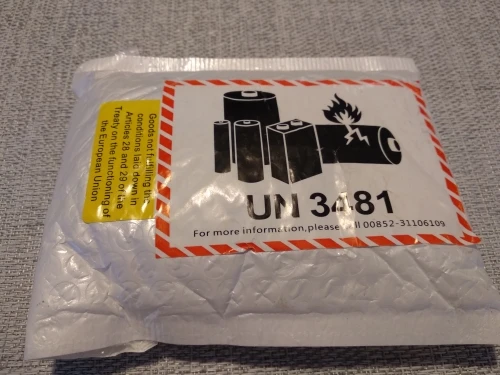 Goods not fulfilling the
conditions laid down in
Articles 28 and 29 of the
Treaty on the functioning of
the European Union
UN 3481
For more information,please call 00852-31106109